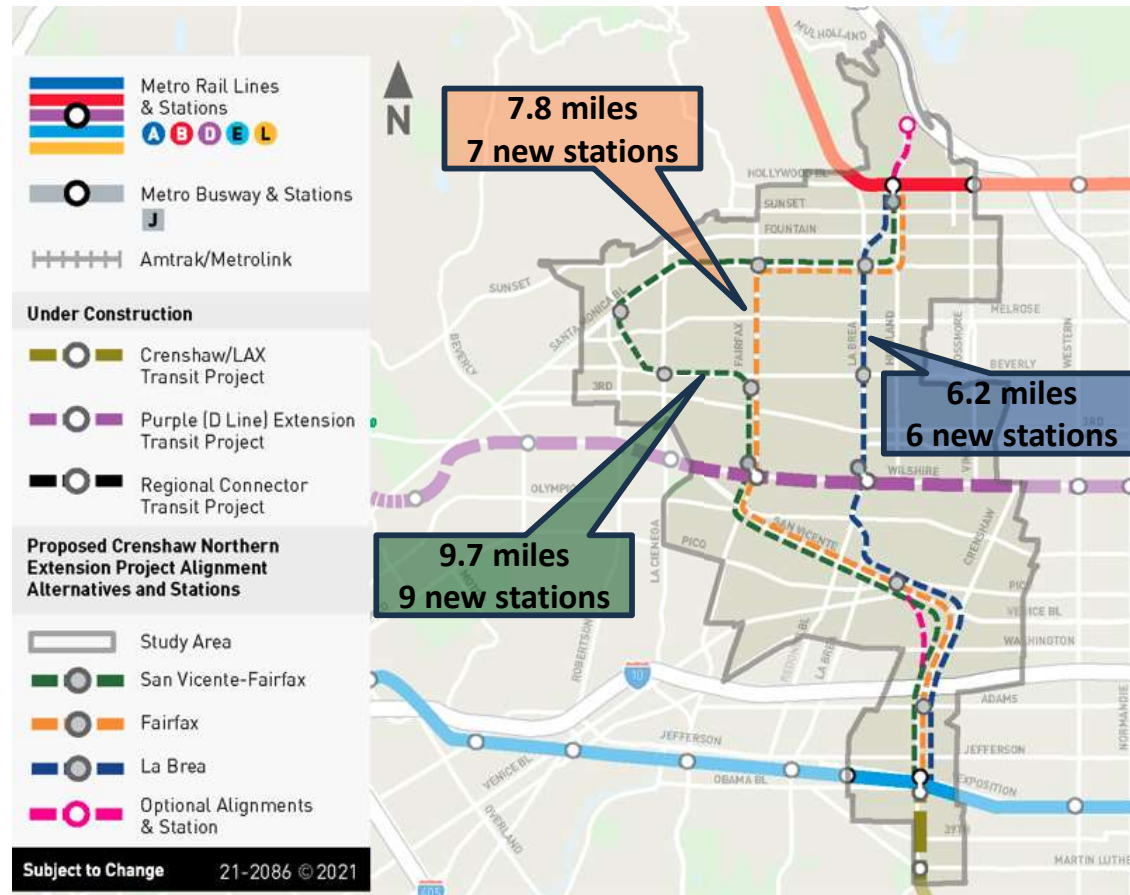 Metro Rail Lines
& Stations
A B D E L
Metro Busway & Stations
J
Amtrak/Metrolink
Under Construction
Crenshaw/LAX
Transit Project
Purple (D Line) Extension
Transit Project
Regional Connector
Transit Project
Proposed Crenshaw Northern
Extension Project Alignment
Alternatives and Stations
Study Area
San Vicente-Fairfax
Fairfax
La Brea
Optional Alignments
& Station
Subject to Change 21-2086 © 2021
N
7.8 miles
7 new stations
6.2 miles
6 new stations
9.7 miles
9 new stations
MULHOLLAND
HOLLYWOOD BL
SUNSET
FOUNTAIN
SUNSET
SANTA MONICA BL
BEVERLY
MELROSE
FAIRFAX
LA BREA
WESTERN
BEVERLY
3RD
3RD
WILSHIRE
OLYMPIC
SAN VICENTE
CRENSHAW
PICO
LA CIENEGA
PICO
VENICE BL
WASHINGTON
ROBERTSON
REDONDO BL
LA BREA
10
ADAMS
NORMANDIE
JEFFERSON
JEFFERSON
VENICE BL
OBAMA BL
EXPOSITION
OVERLAND
39TH
MARTIN LUTHE
405